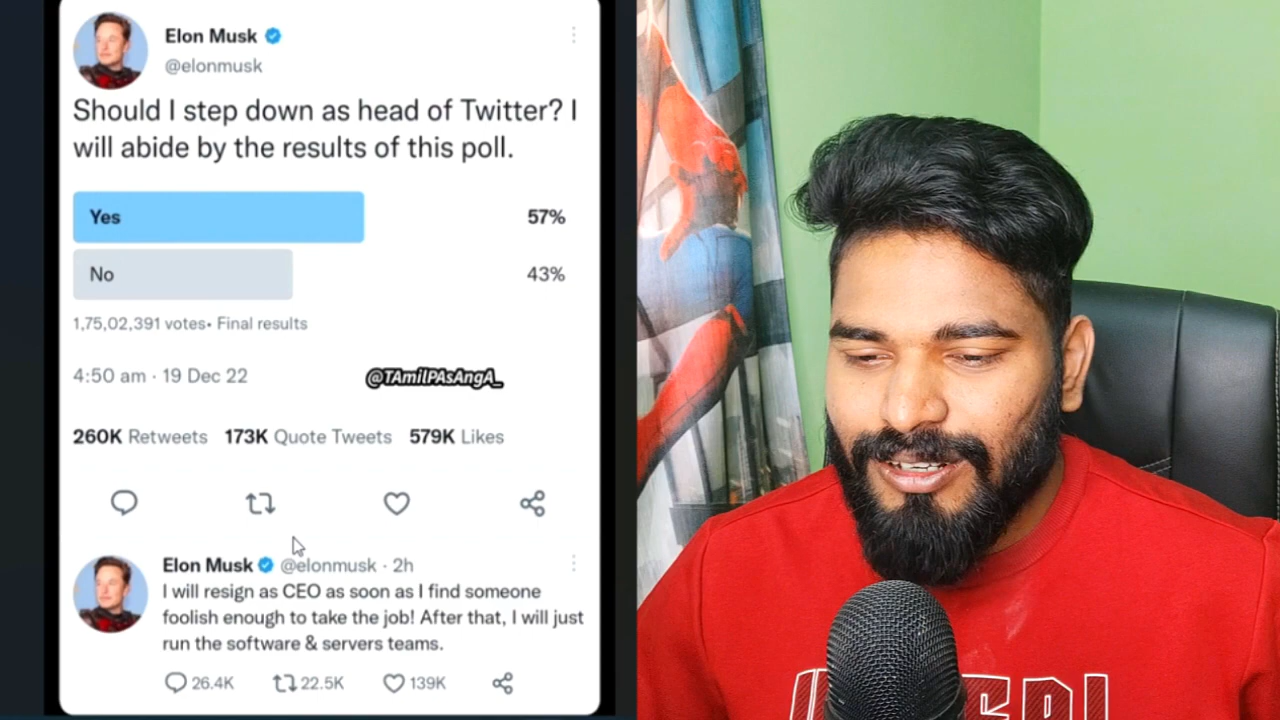 Elon Musk
@elonmusk
Should I step down as head of Twitter? I
will abide by the results of this poll.
Yes 57%
No 43%
1,75,02,391 votes• Final results
4:50 am · 19 Dec 22
@TAmilPAsAngA_
260K Retweets 173K Quote Tweets 579K Likes
Elon Musk @elonmusk · 2h
I will resign as CEO as soon as I find someone
foolish enough to take the job! After that, I will just
run the software & servers teams.
26.4K 22.5K 139K